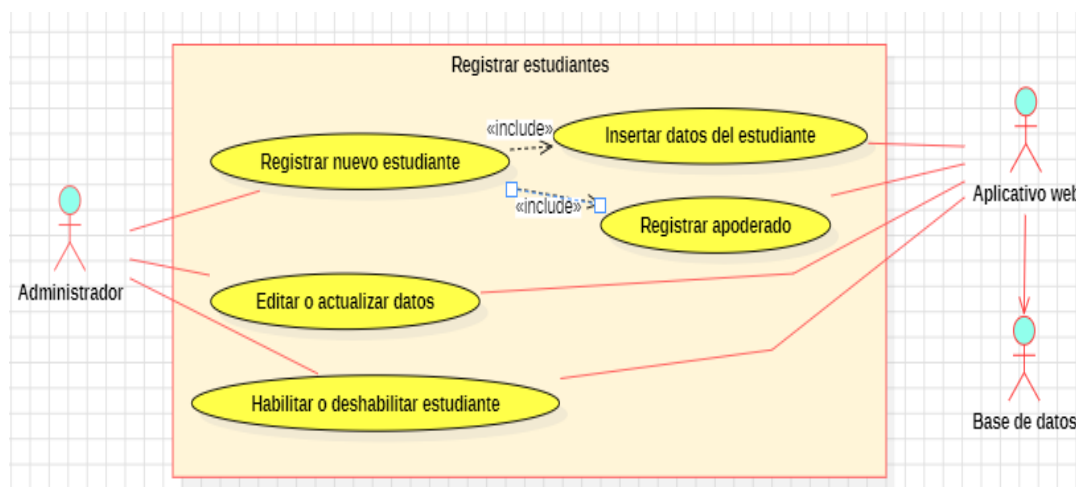 Registrar estudiantes
«include»
Insertar datos del estudiante
Registrar nuevo estudiante
Aplicativo web
«include»
Registrar apoderado
Administrador
Editar o actualizar datos
Habilitar o deshabilitar estudiante
Base de datos